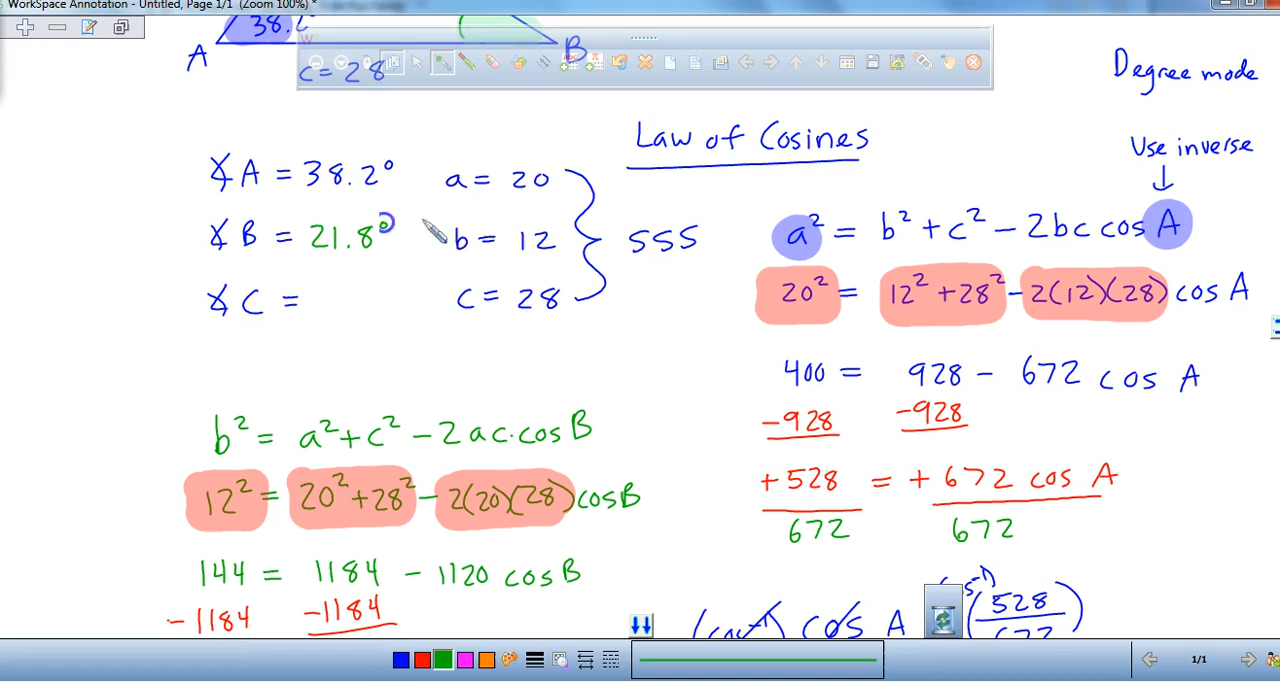 WorkSpace Annotation - Untitled, Page 1/1 (Zoom 100%) *
38.2
A
B
c = 28
Degree mode
Law of Cosines
Use inverse
∡ A = 38.2°
a = 20
∡ B = 21.8°
b = 12
∡ C =
c = 28
SSS
a² = b² + c² - 2bc cos A
20² = 12² + 28² - 2(12)(28) cos A
400 = 928 - 672 cos A
-928 -928
+528 = + 672 cos A
672 672
b² = a² + c² - 2ac·cos B
12² = 20² + 28² - 2(20)(28) cos B
144 = 1184 - 1120 cos B
-1184 -1184
cos A
(528
672)
1/1